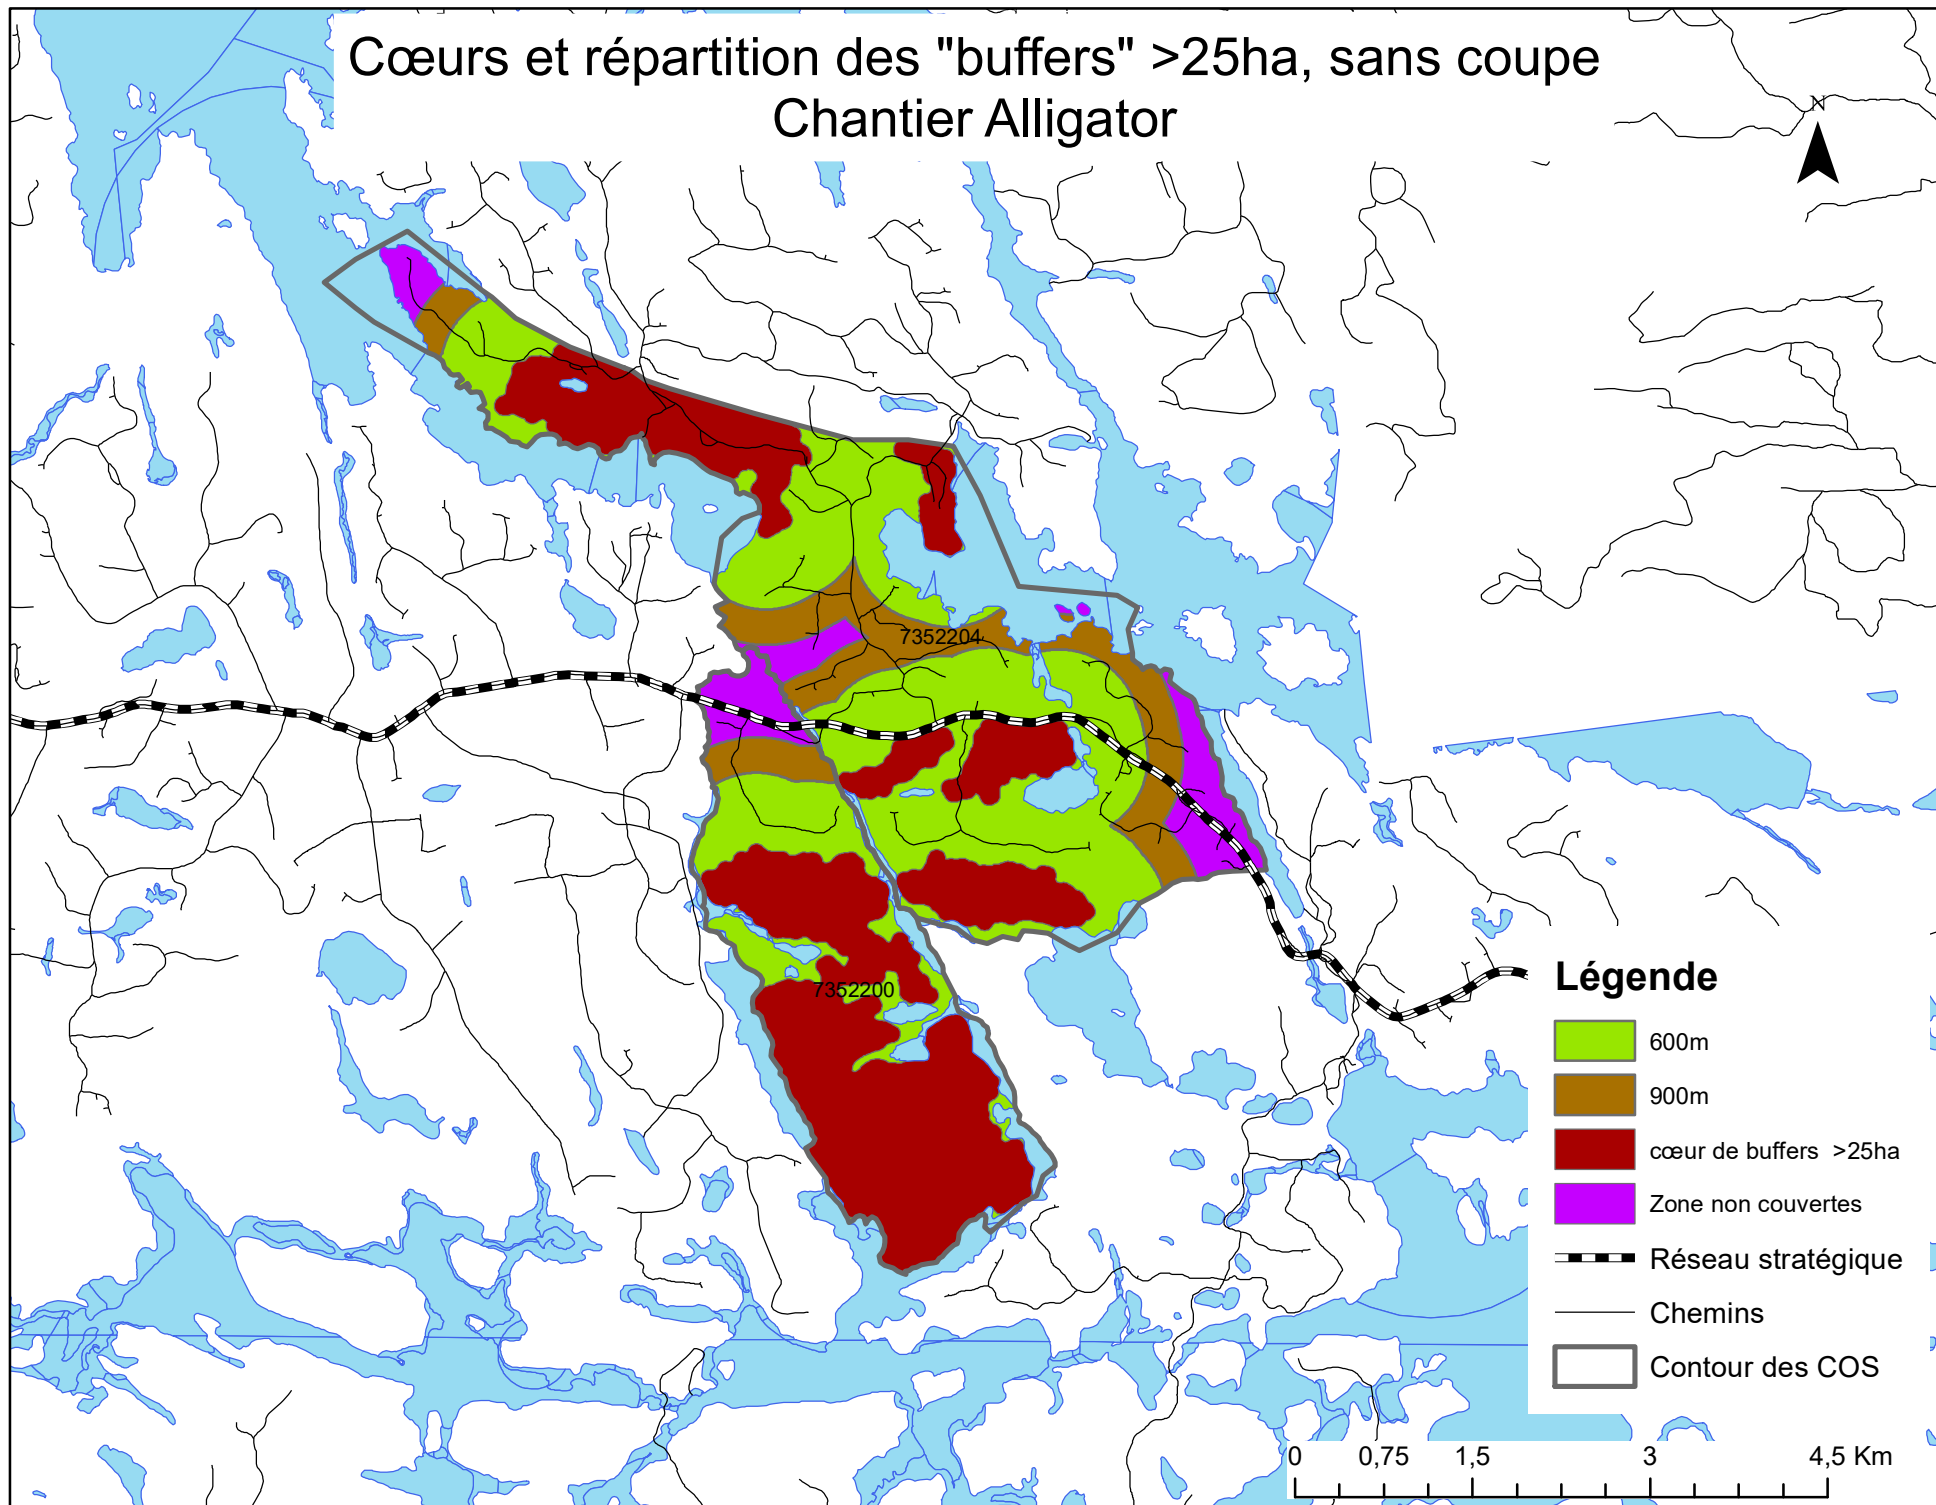 Cœurs et répartition des "buffers" >25ha, sans coupe
Chantier Alligator
N
7352204
7352200
Légende
600m
900m
cœur de buffers >25ha
Zone non couvertes
Réseau stratégique
Chemins
Contour des COS
0 0,75 1,5 3 4,5 Km